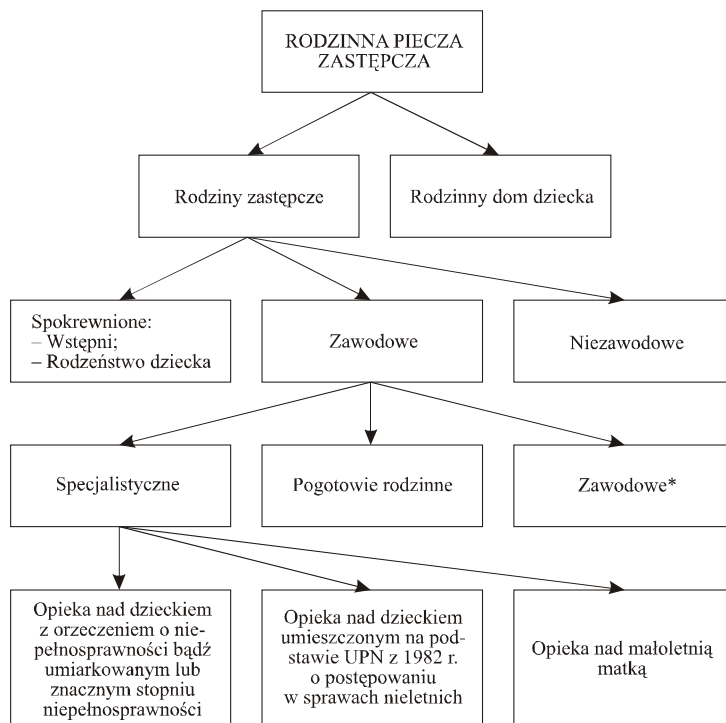 RODZINNA PIECZA
ZASTĘPCZA
Rodziny zastępcze
Rodzinny dom dziecka
Spokrewnione:
– Wstępni;
– Rodzeństwo dziecka
Zawodowe
Niezawodowe
Specjalistyczne
Pogotowie rodzinne
Zawodowe*
Opieka nad dzieckiem
z orzeczeniem o nie-
pełnosprawności bądź
umiarkowanym lub
znacznym stopniu
niepełnosprawności
Opieka nad dzieckiem
umieszczonym na pod-
stawie UPN z 1982 r.
o postępowaniu
w sprawach nieletnich
Opieka nad małoletnią
matką